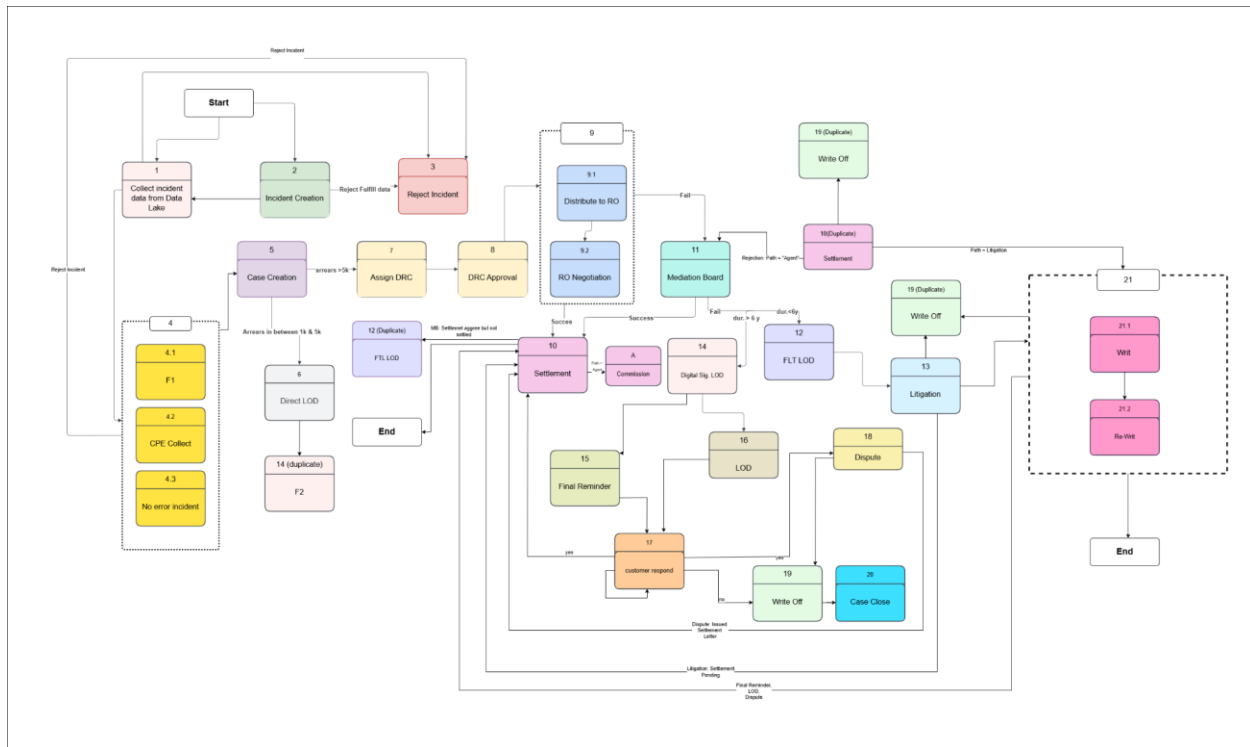 Reject Incident
Start
1
Collect incident
data from Data
Lake
2
Incident Creation
Reject Fulfill data
3
Reject Incident
9
9.1
Distribute to RO
9.2
RO Negotiation
Fail
19 (Duplicate)
Write Off
10(Duplicate)
Settlement
Path = Litigation
Rejection: Path = "Agent"
5
Case Creation
arrears >5k
7
Assign DRC
8
DRC Approval
11
Mediation Board
Reject Incident
21
21.1
Writ
21.2
Re-Writ
19 (Duplicate)
Write Off
4
4.1
F1
4.2
CPE Collect
4.3
No error incident
Arrears in between 1k & 5k
6
Direct LOD
14 (duplicate)
F2
12 (Duplicate)
FTL LOD
MB: Settlemet aggree but not
settled
Succes
Success
Fail
dur.<6y
dur. > 6 y
10
Settlement
Path =
Agent
A
Commission
14
Digital Sig. LOD
12
FLT LOD
13
Litigation
End
15
Final Reminder
16
LOD
18
Dispute
17
customer respond
yes
yes
no
19
Write Off
20
Case Close
End
Dispute: Issued
Settlement
Letter
Litigation: Settlement
Pending
Final Reminder,
LOD,
Dispute